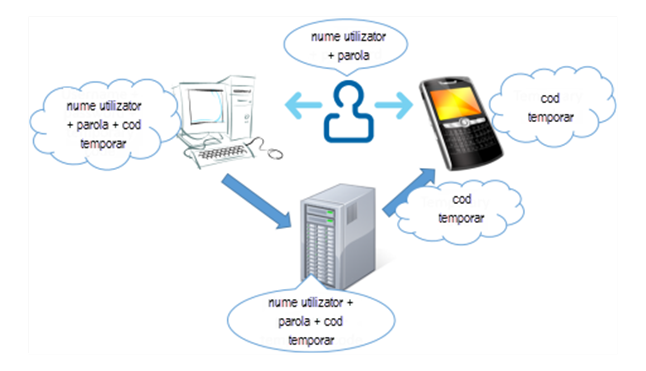 nume utilizator
+ parola
nume utilizator
+ parola + cod
temporar
cod
temporar
cod
temporar
nume utilizator +
parola + cod
temporar